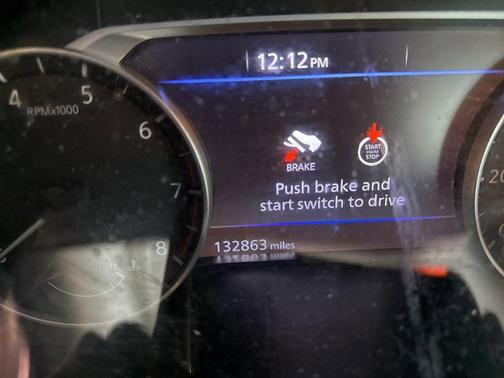 12:12 PM
4
5
RPMx1000
6
7
8
BRAKE
START
ENGINE
STOP
Push brake and
start switch to drive
132863 miles
20